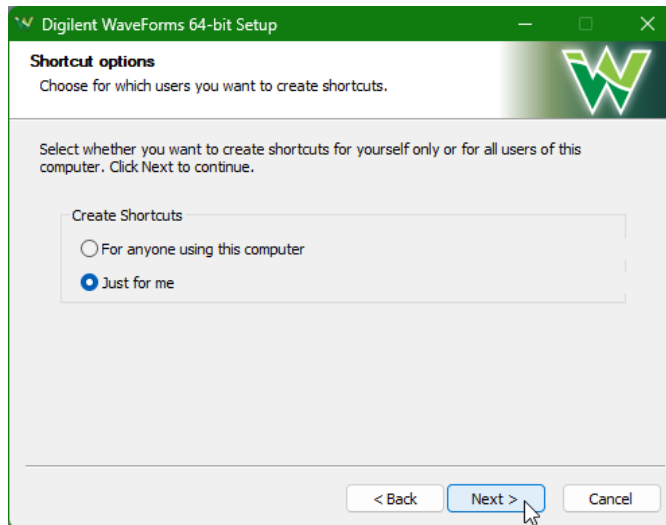 Digilent WaveForms 64-bit Setup
Shortcut options
Choose for which users you want to create shortcuts.
Select whether you want to create shortcuts for yourself only or for all users of this
computer. Click Next to continue.
Create Shortcuts
For anyone using this computer
Just for me
< Back
Next >
Cancel